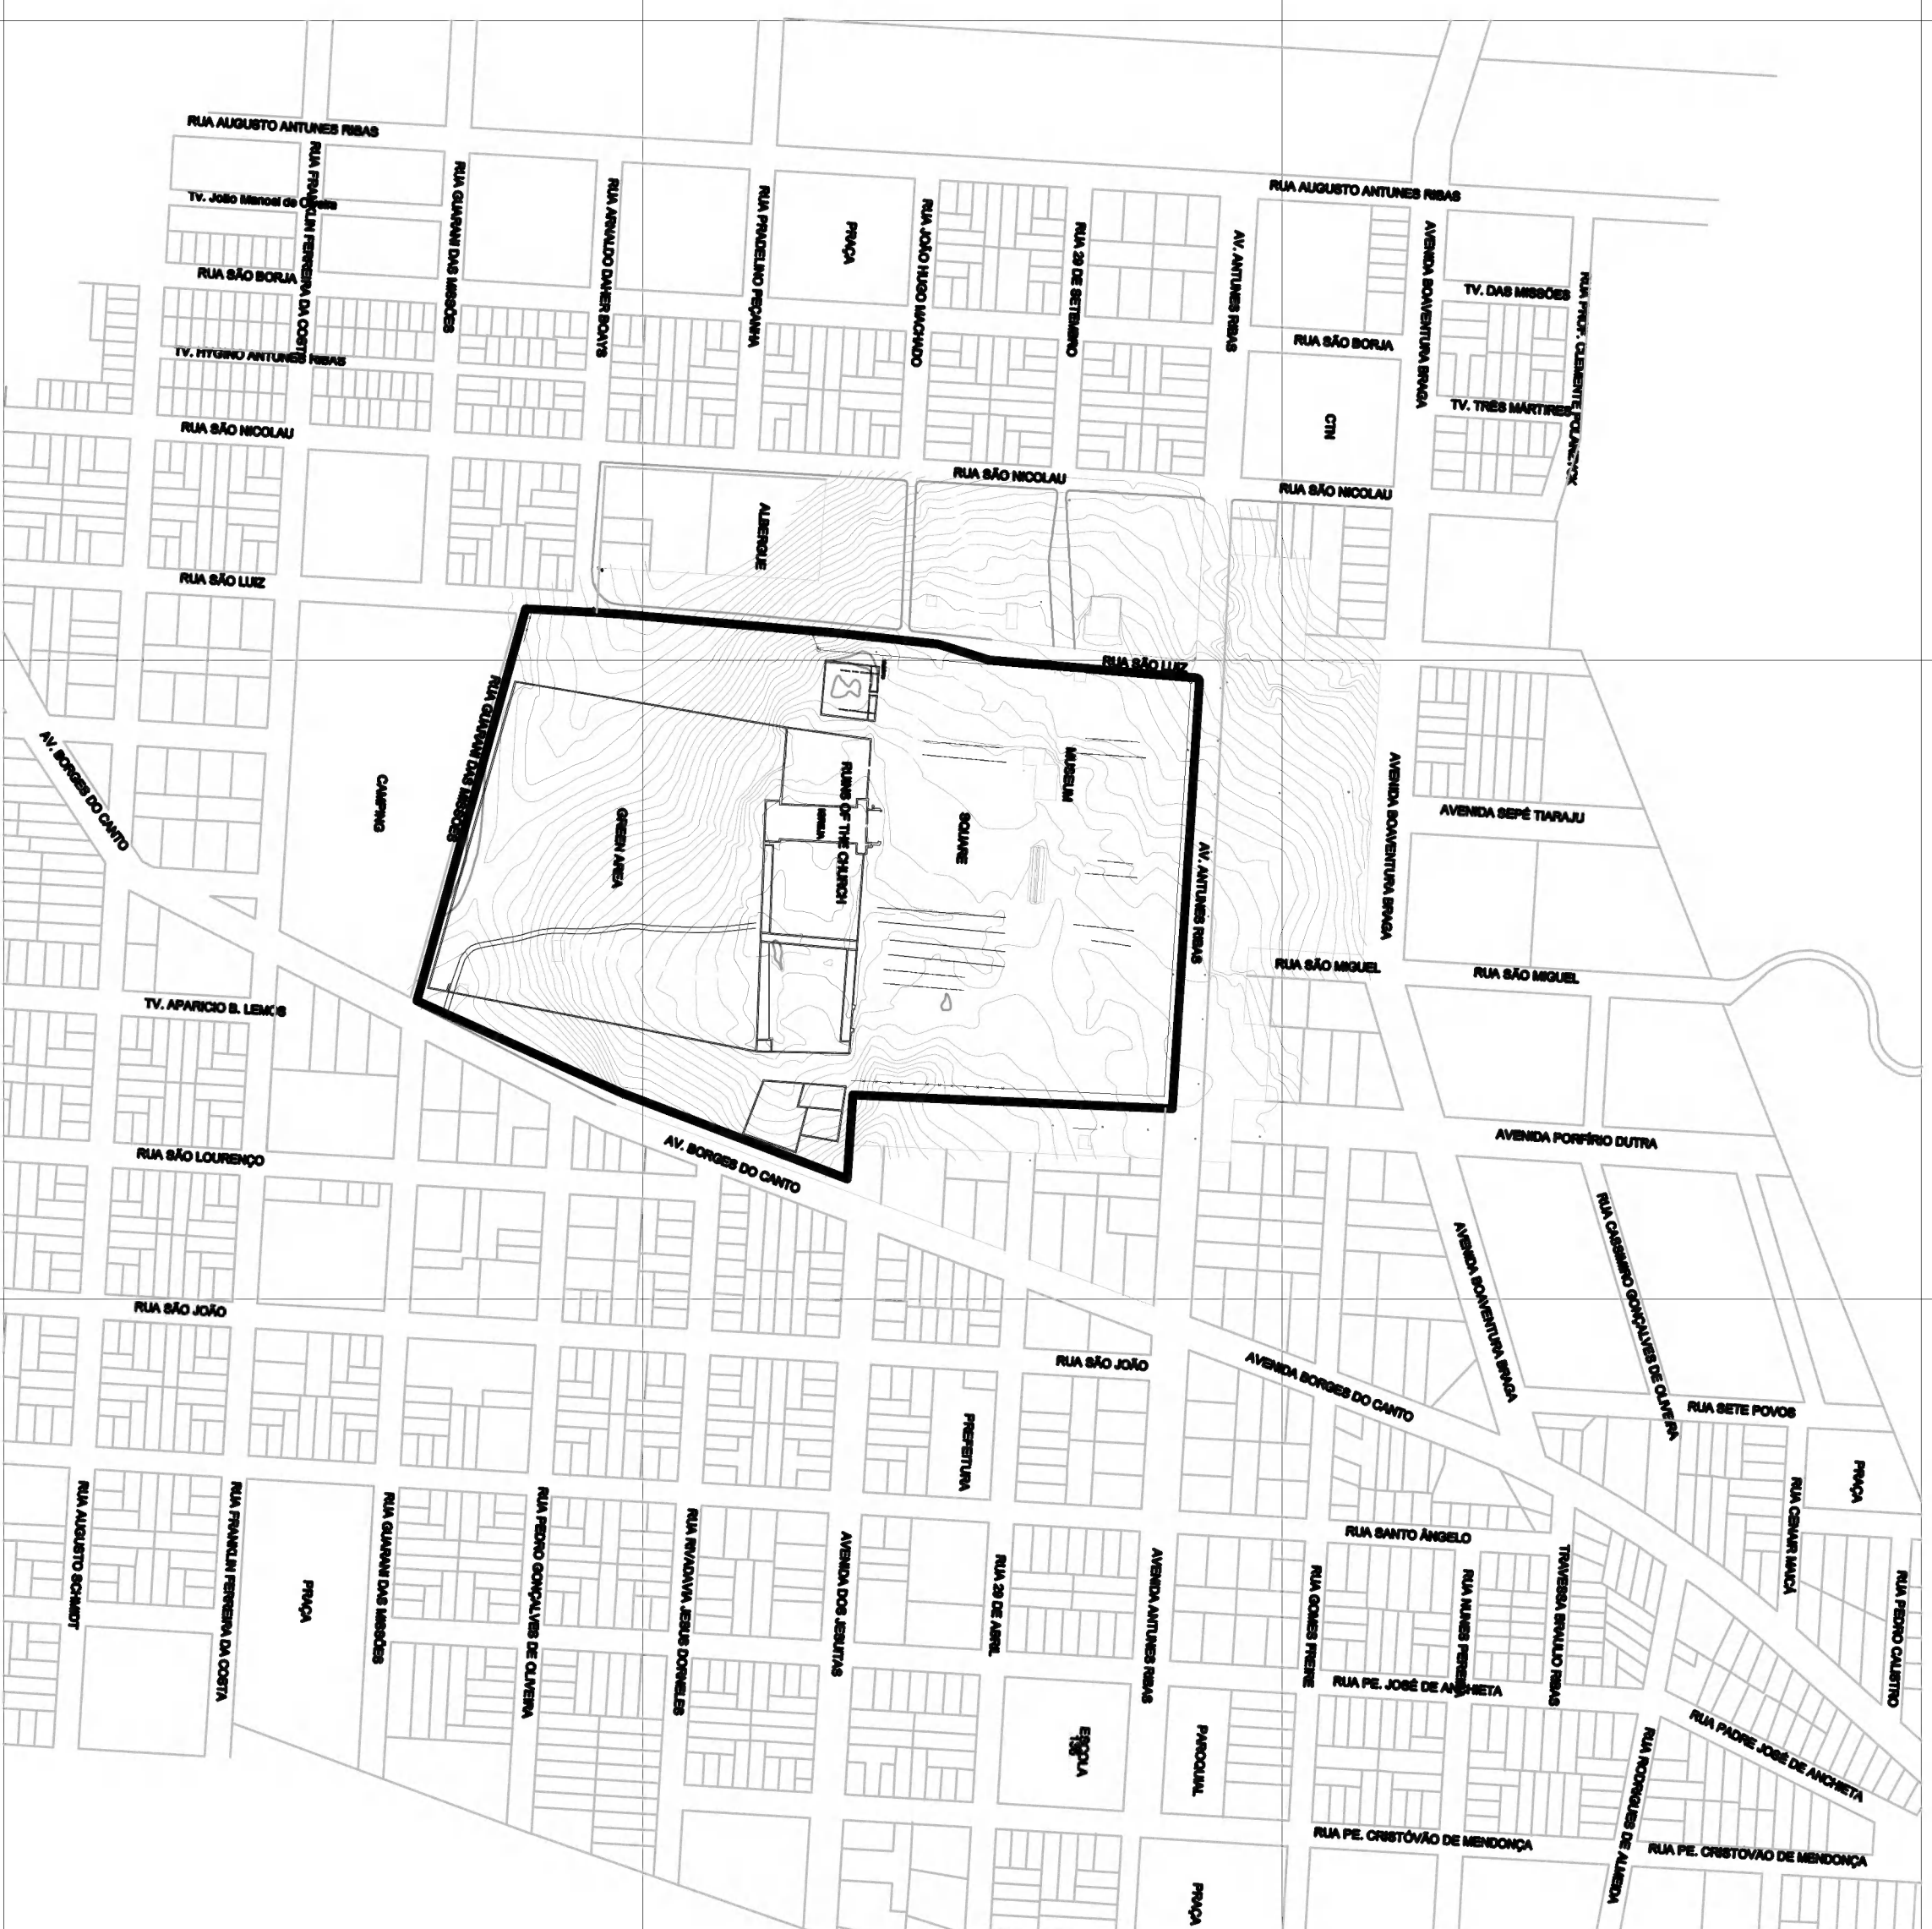 RUA AUGUSTO ANTUNES RIBAS
RUA AUGUSTO ANTUNES RIBAS
RUA FRANKLIN FERREIRA DA COSTA
RUA GUARANI DAS MISSÕES
RUA ARNALDO DAHER BOAYS
RUA PRADELINO PEÇANHA
PRAÇA
RUA JOÃO HUGO MACHADO
RUA 29 DE SETEMBRO
AV. ANTUNES RIBAS
AVENIDA BOAVENTURA BRAGA
Tv. João Manoel de Oliveira
RUA SÃO BORJA
TV. DAS MISSÕES
RUA PROF. CLEMENTE
RUA SÃO BORJA
TV. HYGINO ANTUNES RIBAS
TV. TRÊS MÁRTIRES
CTN
RUA SÃO NICOLAU
RUA SÃO NICOLAU
RUA SÃO NICOLAU
ALBERGUE
RUA SÃO LUIZ
RUA SÃO LUIZ
RUA GUARANI DAS MISSÕES
AV. BORGES DO CANTO
CAMPING
GREEN AREA
RUINS OF THE CHURCH
SQUARE
MUSEUM
AV. ANTUNES RIBAS
AVENIDA BOAVENTURA BRAGA
AVENIDA SEPÉ TIARAJU
RUA SÃO MIGUEL
RUA SÃO MIGUEL
TV. APARICIO B. LEMOS
AVENIDA PORFÍRIO DUTRA
RUA SÃO LOURENÇO
AV. BORGES DO CANTO
RUA CASSIMIRO GONÇALVES DE OLIVEIRA
AVENIDA BOAVENTURA BRAGA
RUA SÃO JOÃO
RUA SÃO JOÃO
AVENIDA BORGES DO CANTO
RUA SETE POVOS
PREFEITURA
PRAÇA
RUA CENAIR MAICÁ
RUA PEDRO CALISTRO
RUA SANTO ÂNGELO
RUA AUGUSTO SCHMIDT
RUA FRANKLIN FERREIRA DA COSTA
PRAÇA
RUA GUARANI DAS MISSÕES
RUA PEDRO GONÇALVES DE OLIVEIRA
RUA RIVADAVIA JESUS DORNELES
AVENIDA DOS JESUITAS
RUA 29 DE ABRIL
AVENIDA ANTUNES RIBAS
RUA GOMES FREIRE
RUA NUNES PEREIRA
TRAVESSA BRAULIO RIBAS
RUA PE. JOSÉ DE ANCHIETA
RUA PADRE JOSÉ DE ANCHIETA
ESCOLA
PAROQUIAL
RUA RODRIGUES DE ALMEIDA
RUA PE. CRISTÓVÃO DE MENDONÇA
RUA PE. CRISTOVÃO DE MENDONÇA
PRAÇA